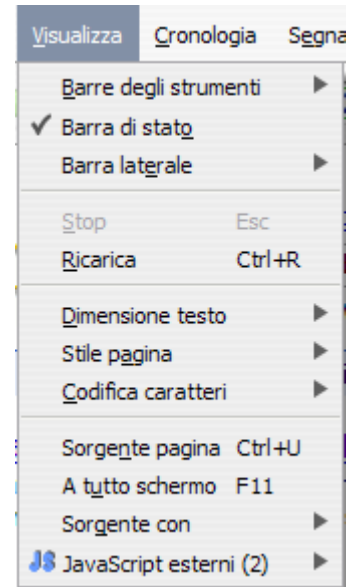 Visualizza Cronologia Segna
Barre degli strumenti
Barra di stato
Barra laterale
Stop Esc
Ricarica Ctrl+R
Dimensione testo
Stile pagina
Codifica caratteri
Sorgente pagina Ctrl+U
A tutto schermo F11
Sorgente con
JS JavaScript esterni (2)